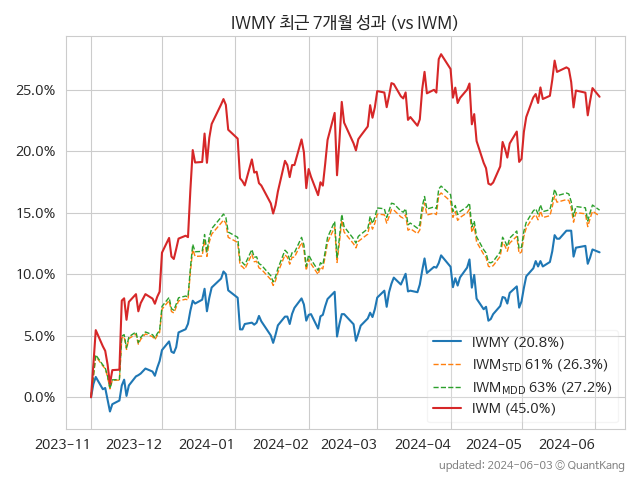 IWMY 최근 7개월 성과 (vs IWM)
25.0%
20.0%
15.0%
10.0%
5.0%
0.0%
IWMY (20.8%)
IWM_STD 61% (26.3%)
IWM_MDD 63% (27.2%)
IWM (45.0%)
2023-11 2023-12 2024-01 2024-02 2024-03 2024-04 2024-05 2024-06
updated: 2024-06-03 ⓒ QuantKang